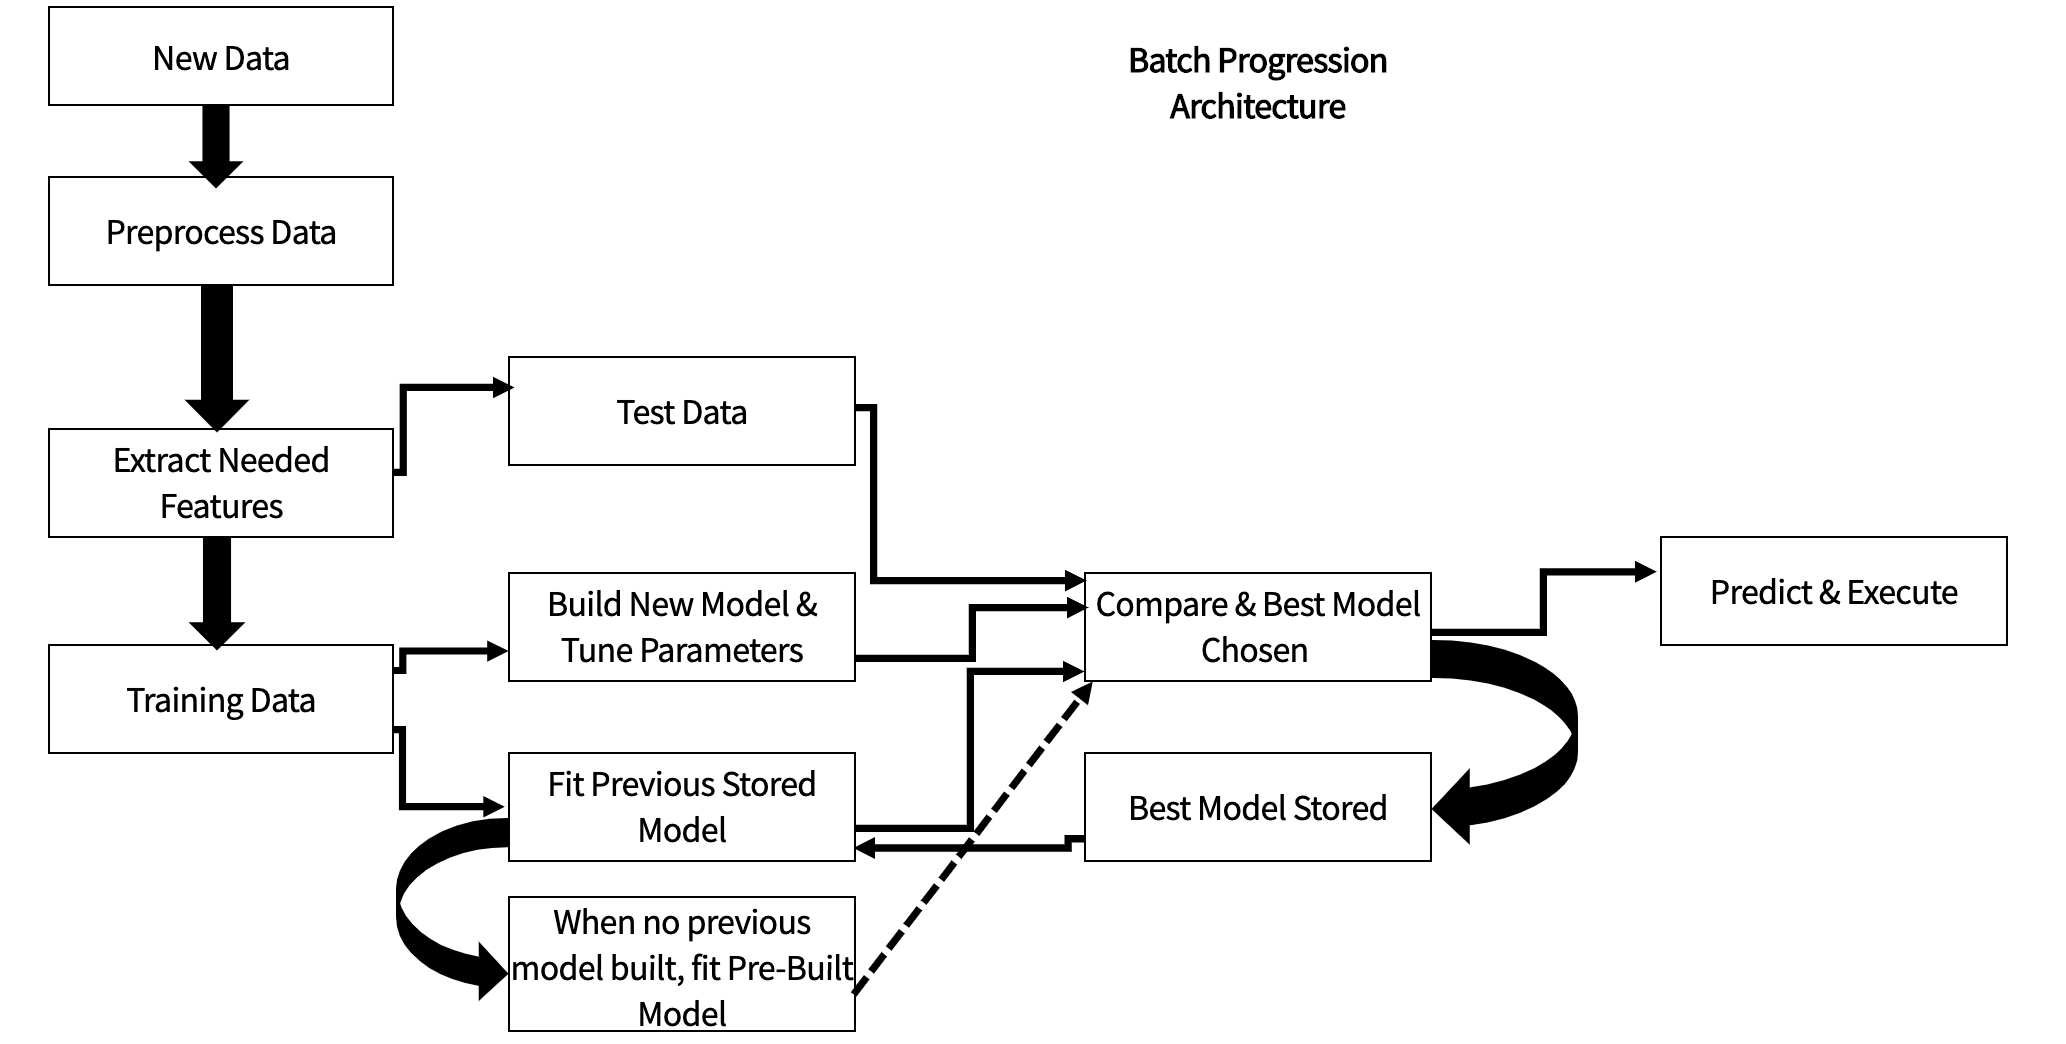 New Data
Batch Progression
Architecture
Preprocess Data
Extract Needed
Features
Test Data
Training Data
Build New Model &
Tune Parameters
Compare & Best Model
Chosen
Predict & Execute
Fit Previous Stored
Model
Best Model Stored
When no previous
model built, fit Pre-Built
Model